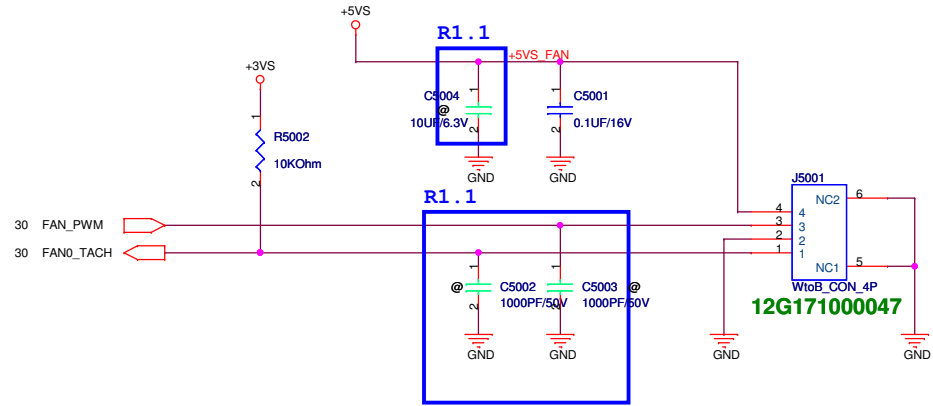 +5VS
R1.1
+5VS_FAN
+3VS
1
C5004
@
10UF/6.3V
2
GND
1
C5001
0.1UF/16V
2
GND
1
R5002
10KOhm
2
R1.1
J5001
NC2 6
4 4
3 3
2 2
1 1
NC1 5
WtoB_CON_4P
12G171000047
30 FAN_PWM
30 FAN0_TACH
1
@ C5002
1000PF/50V
2
GND
1
C5003 @
1000PF/50V
2
GND
GND
GND